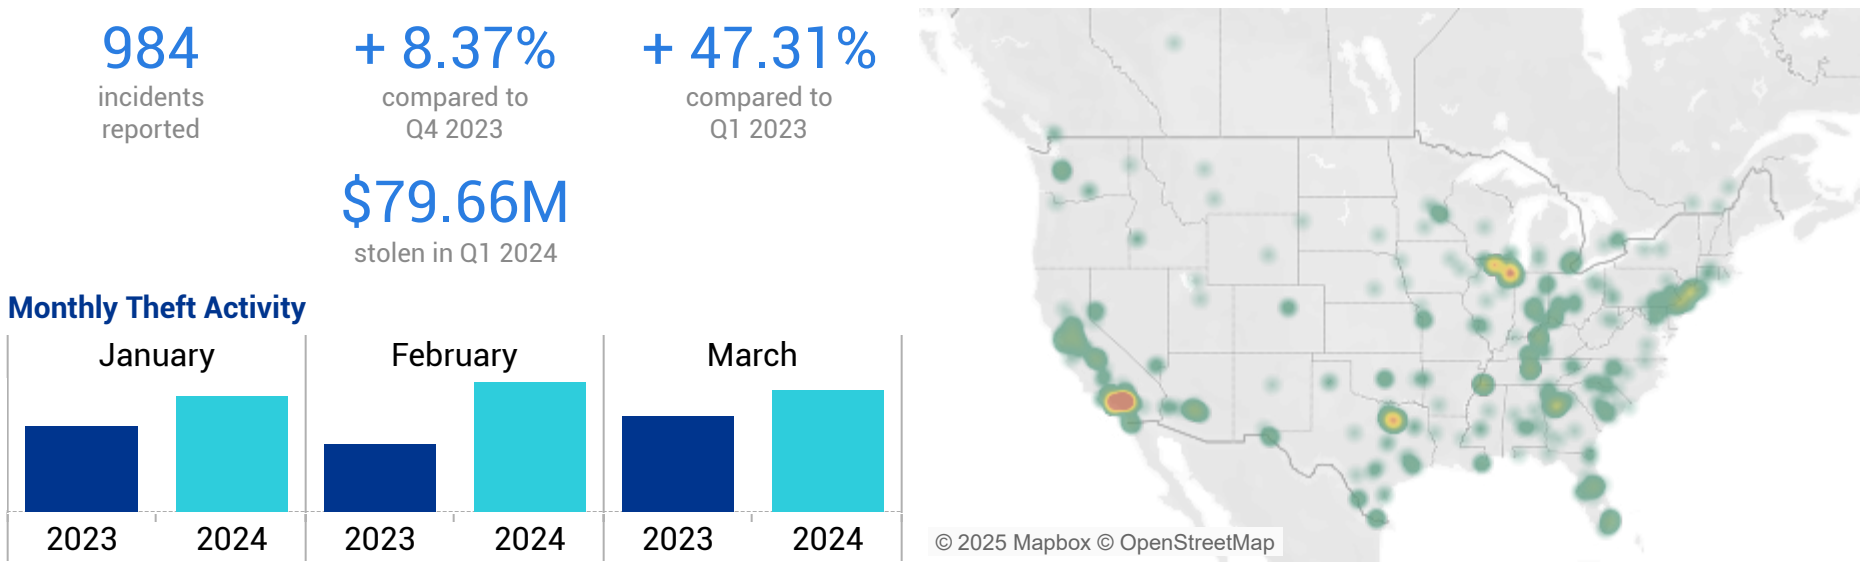 984
incidents
reported
+ 8.37%
compared to
Q4 2023
+ 47.31%
compared to
Q1 2023
$79.66M
stolen in Q1 2024
Monthly Theft Activity
January
February
March
2023
2024
2023
2024
2023
2024
© 2025 Mapbox © OpenStreetMap